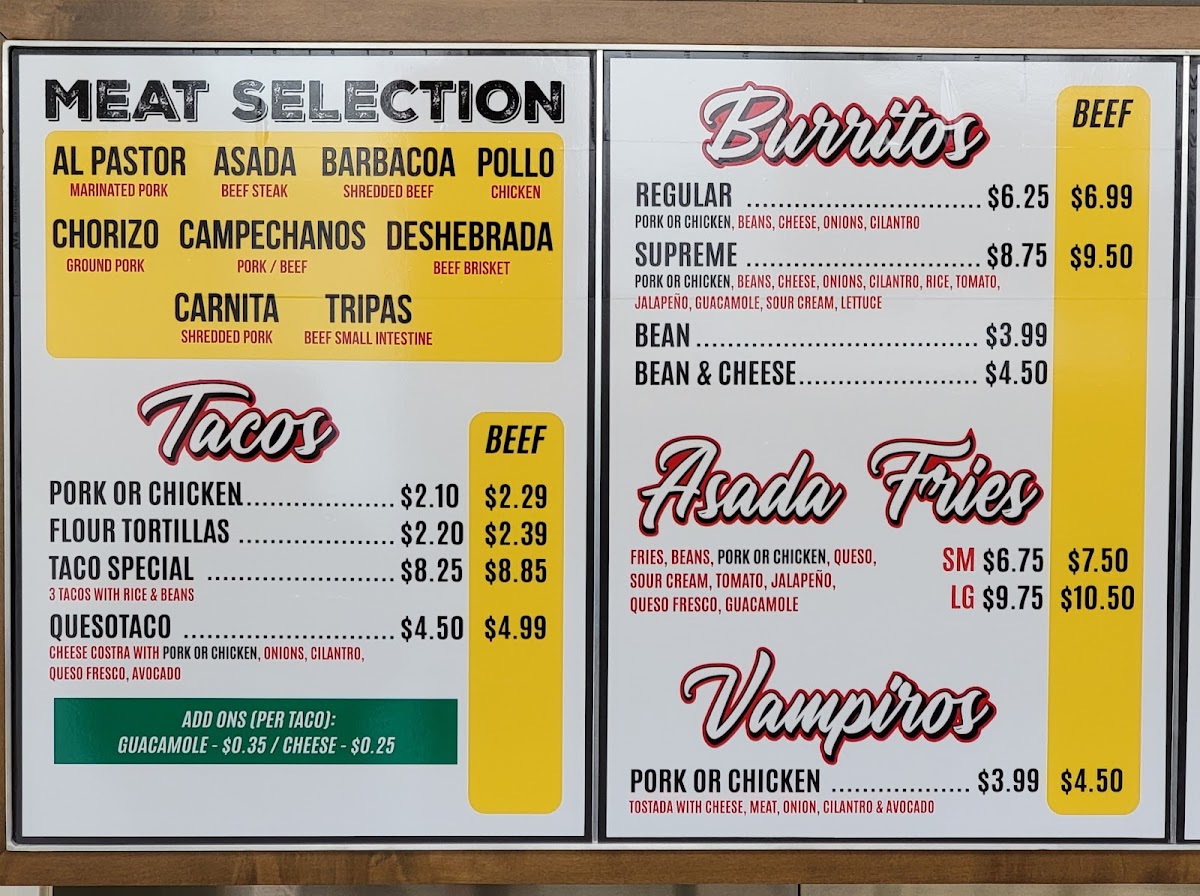 MEAT SELECTION
AL PASTOR ASADA BARBACOA POLLO
MARINATED PORK BEEF STEAK SHREDDED BEEF CHICKEN
CHORIZO CAMPECHANOS DESHEBRADA
GROUND PORK PORK / BEEF BEEF BRISKET
CARNITA TRIPAS
SHREDDED PORK BEEF SMALL INTESTINE
Tacos
BEEF
PORK OR CHICKEN.................... $2.10 $2.29
FLOUR TORTILLAS ..................... $2.20 $2.39
TACO SPECIAL ......................... $8.25 $8.85
3 TACOS WITH RICE & BEANS
QUESOTACO ............................ $4.50 $4.99
CHEESE COSTRA WITH PORK OR CHICKEN, ONIONS, CILANTRO,
QUESO FRESCO, AVOCADO
ADD ONS (PER TACO):
GUACAMOLE - $0.35 / CHEESE - $0.25
Burritos
BEEF
REGULAR ............................... $6.25 $6.99
PORK OR CHICKEN, BEANS, CHEESE, ONIONS, CILANTRO
SUPREME ............................... $8.75 $9.50
PORK OR CHICKEN, BEANS, CHEESE, ONIONS, CILANTRO, RICE, TOMATO,
JALAPEÑO, GUACAMOLE, SOUR CREAM, LETTUCE
BEAN ..................................... $3.99
BEAN & CHEESE........................ $4.50
Asada Fries
FRIES, BEANS, PORK OR CHICKEN, QUESO,
SOUR CREAM, TOMATO, JALAPEÑO,
QUESO FRESCO, GUACAMOLE
SM $6.75 $7.50
LG $9.75 $10.50
Vampiros
PORK OR CHICKEN .................. $3.99 $4.50
TOSTADA WITH CHEESE, MEAT, ONION, CILANTRO & AVOCADO